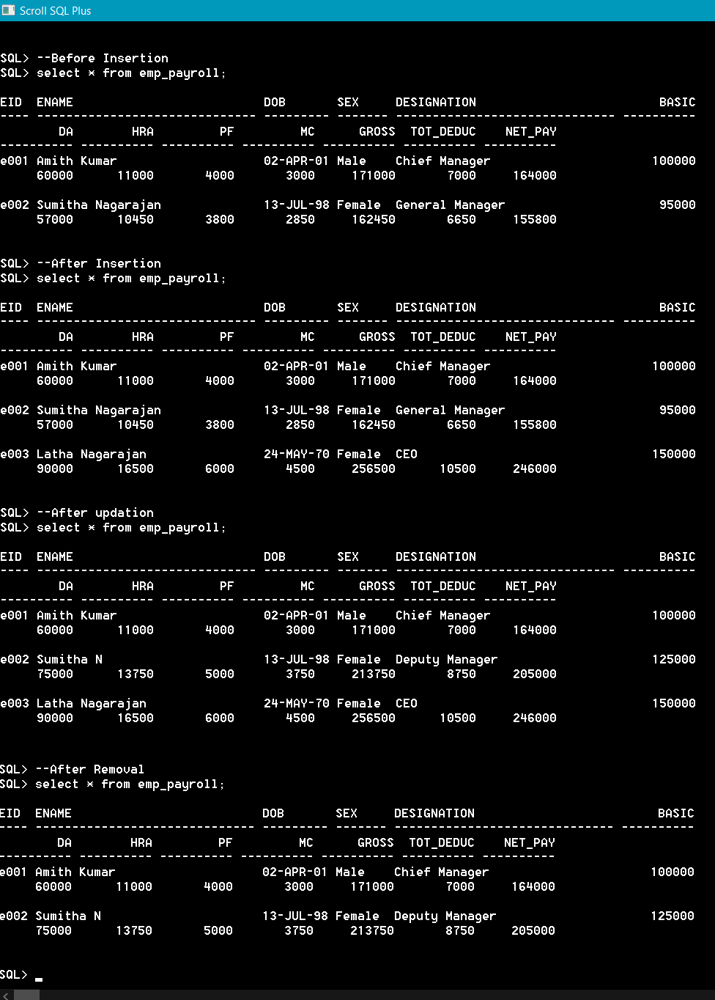 Scroll SQL Plus
SQL> --Before Insertion
SQL> select * from emp_payroll;
EID  ENAME                          DOB       SEX     DESIGNATION                         BASIC
---- ------------------------------ --------- ------- ------------------------------ ----------
        DA        HRA         PF         MC      GROSS  TOT_DEDUC    NET_PAY
---------- ---------- ---------- ---------- ---------- ---------- ----------
e001 Amith Kumar                    02-APR-01 Male    Chief Manager                      100000
     60000      11000       4000       3000     171000       7000     164000
e002 Sumitha Nagarajan              13-JUL-98 Female  General Manager                     95000
     57000      10450       3800       2850     162450       6650     155800
SQL> --After Insertion
SQL> select * from emp_payroll;
EID  ENAME                          DOB       SEX     DESIGNATION                         BASIC
---- ------------------------------ --------- ------- ------------------------------ ----------
        DA        HRA         PF         MC      GROSS  TOT_DEDUC    NET_PAY
---------- ---------- ---------- ---------- ---------- ---------- ----------
e001 Amith Kumar                    02-APR-01 Male    Chief Manager                      100000
     60000      11000       4000       3000     171000       7000     164000
e002 Sumitha Nagarajan              13-JUL-98 Female  General Manager                     95000
     57000      10450       3800       2850     162450       6650     155800
e003 Latha Nagarajan                24-MAY-70 Female  CEO                                150000
     90000      16500       6000       4500     256500      10500     246000
SQL> --After updation
SQL> select * from emp_payroll;
EID  ENAME                          DOB       SEX     DESIGNATION                         BASIC
---- ------------------------------ --------- ------- ------------------------------ ----------
        DA        HRA         PF         MC      GROSS  TOT_DEDUC    NET_PAY
---------- ---------- ---------- ---------- ---------- ---------- ----------
e001 Amith Kumar                    02-APR-01 Male    Chief Manager                      100000
     60000      11000       4000       3000     171000       7000     164000
e002 Sumitha N                      13-JUL-98 Female  Deputy Manager                     125000
     75000      13750       5000       3750     213750       8750     205000
e003 Latha Nagarajan                24-MAY-70 Female  CEO                                150000
     90000      16500       6000       4500     256500      10500     246000
SQL> --After Removal
SQL> select * from emp_payroll;
EID  ENAME                          DOB       SEX     DESIGNATION                         BASIC
---- ------------------------------ --------- ------- ------------------------------ ----------
        DA        HRA         PF         MC      GROSS  TOT_DEDUC    NET_PAY
---------- ---------- ---------- ---------- ---------- ---------- ----------
e001 Amith Kumar                    02-APR-01 Male    Chief Manager                      100000
     60000      11000       4000       3000     171000       7000     164000
e002 Sumitha N                      13-JUL-98 Female  Deputy Manager                     125000
     75000      13750       5000       3750     213750       8750     205000
SQL> _